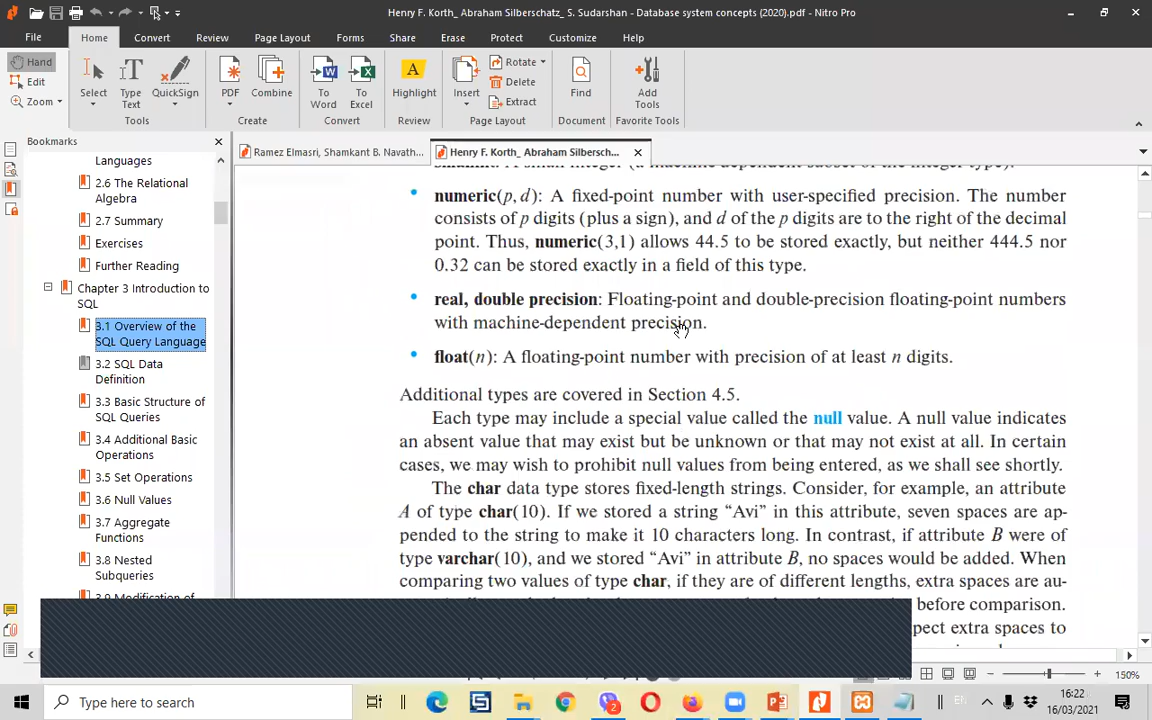 Henry F. Korth_ Abraham Silberschatz_ S. Sudarshan - Database system concepts (2020).pdf - Nitro Pro
File Home Convert Review Page Layout Forms Share Erase Protect Customize Help
Hand
Edit
Zoom
Select
Type Text
QuickSign
Tools
PDF
Combine
Create
To Word
To Excel
Convert
Highlight
Review
Insert
Rotate
Delete
Extract
Page Layout
Find
Document
Add Tools
Favorite Tools
Bookmarks
Languages
2.6 The Relational
Algebra
2.7 Summary
Exercises
Further Reading
Chapter 3 Introduction to
SQL
3.1 Overview of the
SQL Query Language
3.2 SQL Data
Definition
3.3 Basic Structure of
SQL Queries
3.4 Additional Basic
Operations
3.5 Set Operations
3.6 Null Values
3.7 Aggregate
Functions
3.8 Nested
Subqueries
3.9 Modification of
Ramez Elmasri, Shamkant B. Navath...
Henry F. Korth_ Abraham Silbersch...
numeric(p, d): A fixed-point number with user-specified precision. The number
consists of p digits (plus a sign), and d of the p digits are to the right of the decimal
point. Thus, numeric(3,1) allows 44.5 to be stored exactly, but neither 444.5 nor
0.32 can be stored exactly in a field of this type.
real, double precision: Floating-point and double-precision floating-point numbers
with machine-dependent precision.
float(n): A floating-point number with precision of at least n digits.
Additional types are covered in Section 4.5.
Each type may include a special value called the null value. A null value indicates
an absent value that may exist but be unknown or that may not exist at all. In certain
cases, we may wish to prohibit null values from being entered, as we shall see shortly.
The char data type stores fixed-length strings. Consider, for example, an attribute
A of type char(10). If we stored a string “Avi” in this attribute, seven spaces are ap-
pended to the string to make it 10 characters long. In contrast, if attribute B were of
type varchar(10), and we stored “Avi” in attribute B, no spaces would be added. When
comparing two values of type char, if they are of different lengths, extra spaces are au-
before comparison.
pect extra spaces to
150%
Type here to search
2
EN
16:22
16/03/2021